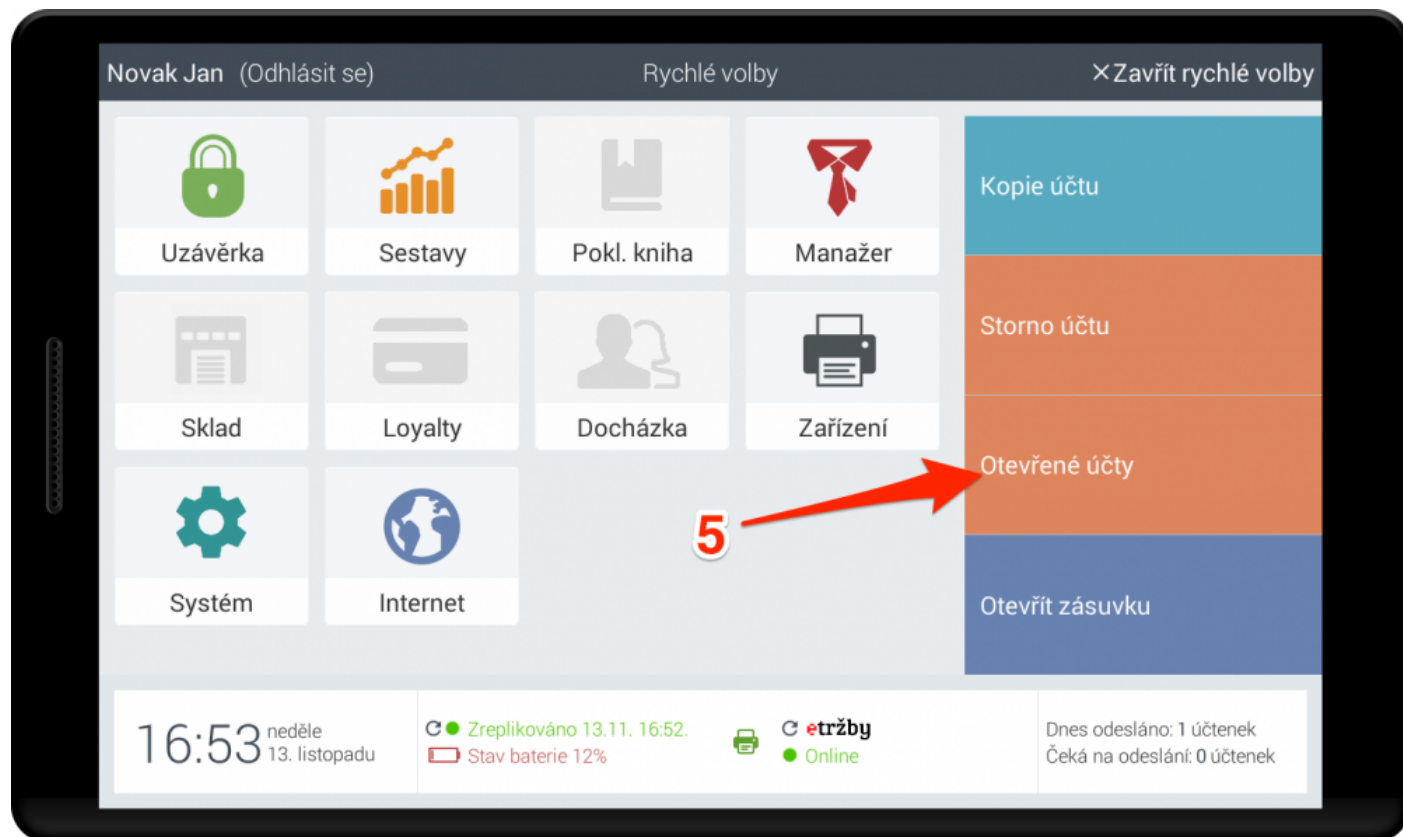 Novak Jan (Odhlásit se)
Rychlé volby
×Zavřít rychlé volby
Uzávěrka
Sestavy
Pokl. kniha
Manažer
Kopie účtu
Sklad
Loyalty
Docházka
Zařízení
Storno účtu
Otevřené účty
5
Systém
Internet
Otevřít zásuvku
16:53
neděle
13. listopadu
Zreplikováno 13.11. 16:52.
Stav baterie 12%
etržby
Online
Dnes odesláno: 1 účtenek
Čeká na odeslání: 0 účtenek